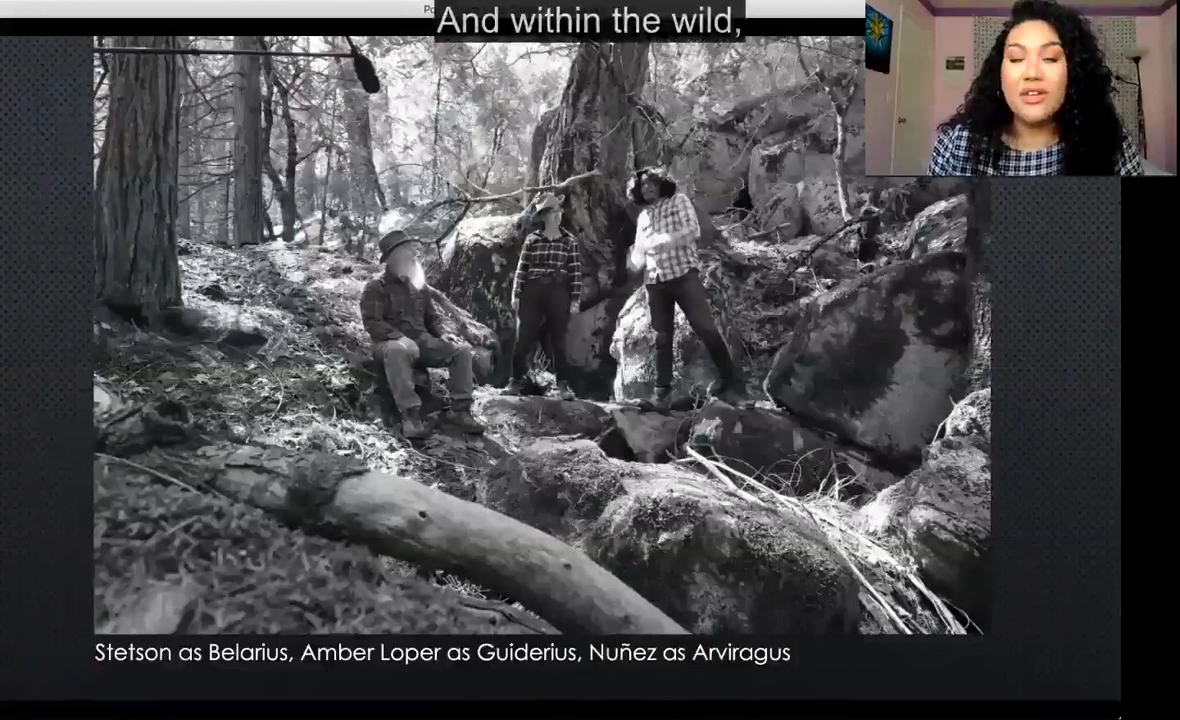 And within the wild,
Stetson as Belarius, Amber Loper as Guiderius, Nuñez as Arviragus